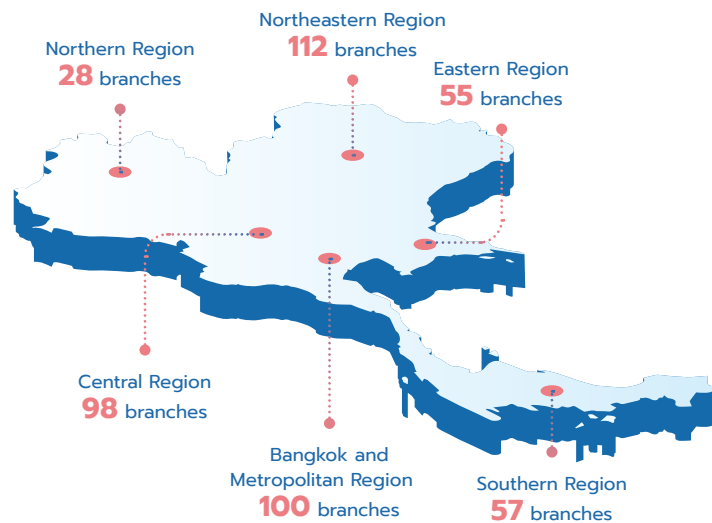 Northeastern Region
112 branches
Northern Region
28 branches
Eastern Region
55 branches
Central Region
98 branches
Bangkok and
Metropolitan Region
100 branches
Southern Region
57 branches